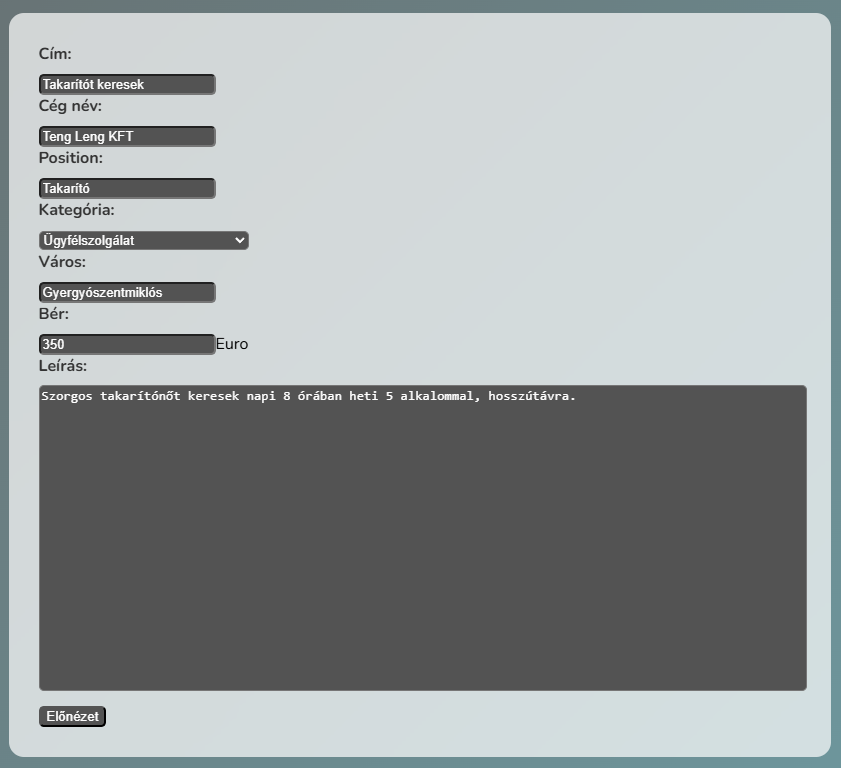 Cím:
Takarítót keresek
Cég név:
Teng Leng KFT
Position:
Takarító
Kategória:
Ügyfélszolgálat
Város:
Gyergyószentmiklós
Bér:
350 Euro
Leírás:
Szorgos takarítónőt keresek napi 8 órában heti 5 alkalommal, hosszútávra.
Előnézet